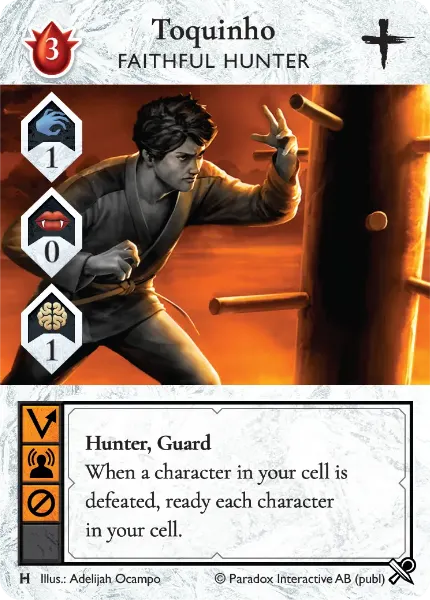 Toquinho
3
FAITHFUL HUNTER
1
0
1
Hunter, Guard
When a character in your cell is
defeated, ready each character
in your cell.
H Illus.: Adelijah Ocampo © Paradox Interactive AB (publ)